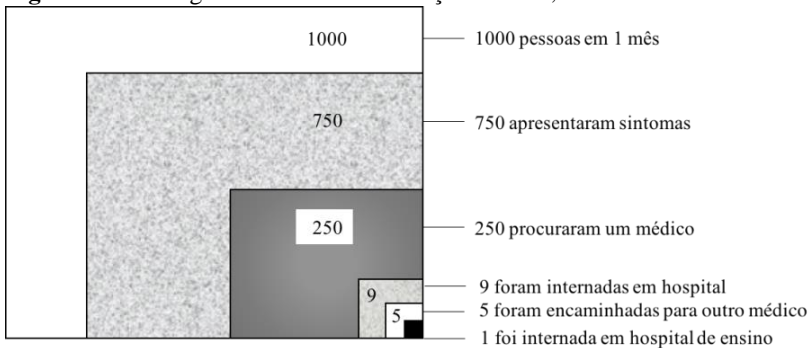 1000
1000 pessoas em 1 mês
750
750 apresentaram sintomas
250
250 procuraram um médico
9
9 foram internadas em hospital
5
5 foram encaminhadas para outro médico
1 foi internada em hospital de ensino